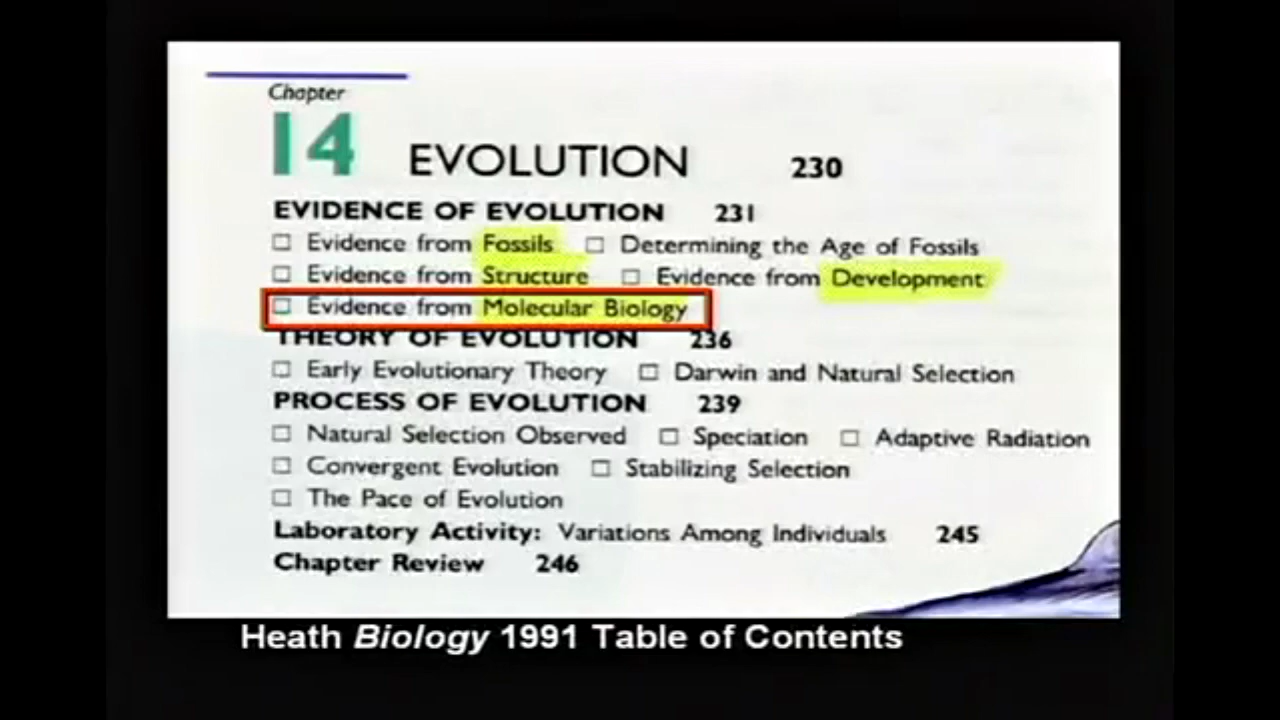 Chapter
14 EVOLUTION 230
EVIDENCE OF EVOLUTION 231
□ Evidence from Fossils □ Determining the Age of Fossils
□ Evidence from Structure □ Evidence from Development
□ Evidence from Molecular Biology
THEORY OF EVOLUTION 236
□ Early Evolutionary Theory □ Darwin and Natural Selection
PROCESS OF EVOLUTION 239
□ Natural Selection Observed □ Speciation □ Adaptive Radiation
□ Convergent Evolution □ Stabilizing Selection
□ The Pace of Evolution
Laboratory Activity: Variations Among Individuals 245
Chapter Review 246
Heath Biology 1991 Table of Contents